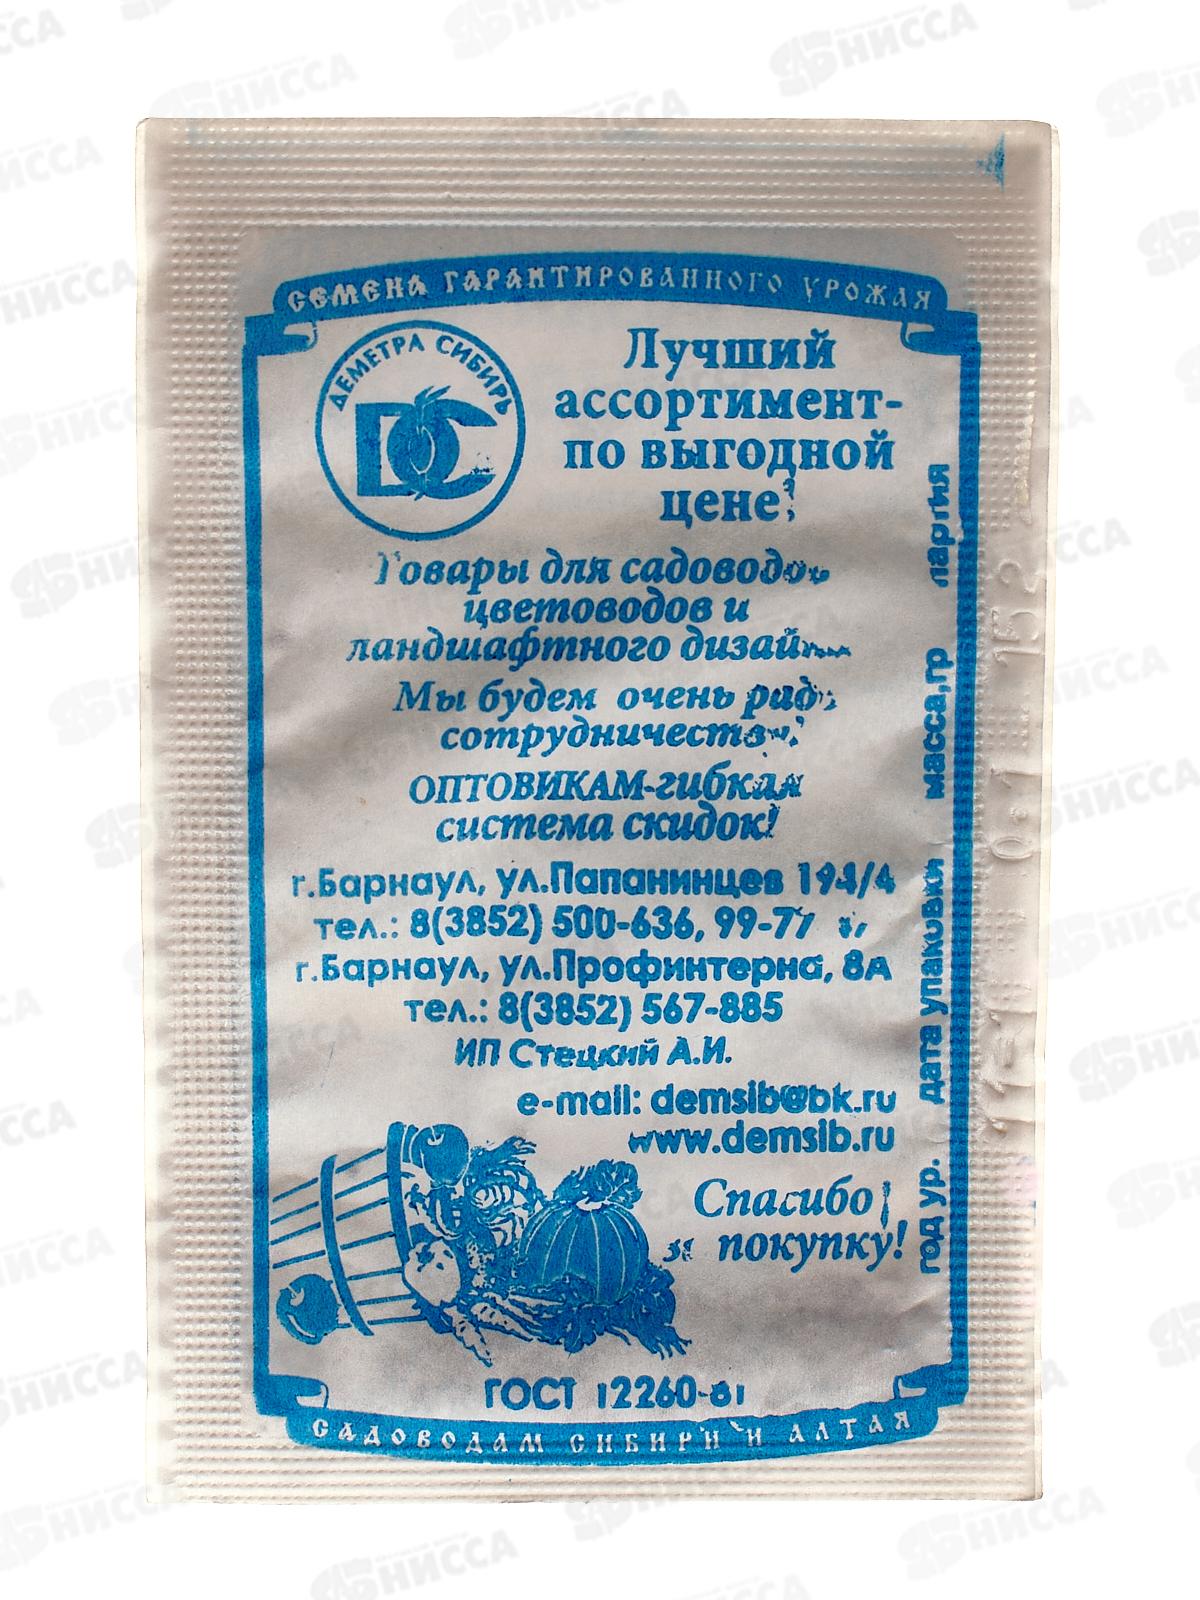 СЕМЕНА ГАРАНТИРОВАННОГО УРОЖАЯ
ДЕМЕТРА СИБИРЬ
ДС
Лучший
ассортимент-
по выгодной
цене!
Товары для садоводов
цветоводов и
ландшафтного
Мы будем очень рады
сотрудничеству!
ОПТОВИКАМ-гибкая
система скидок!
г.Барнаул, ул.Папанинцев 194/4
тел.: 8(3852) 500-636, 99-77
г.Барнаул, ул.Профинтерна, 8А
тел.: 8(3852) 567-885
ИП Стецкий А.И.
e-mail: demsib@bk.ru
www.demsib.ru
Спасибо
за покупку!
ГОСТ 12260-81
САДОВОДАМ СИБИРИ И АЛТАЯ
год ур. дата упаковки масса,гр партия
152
НИССА